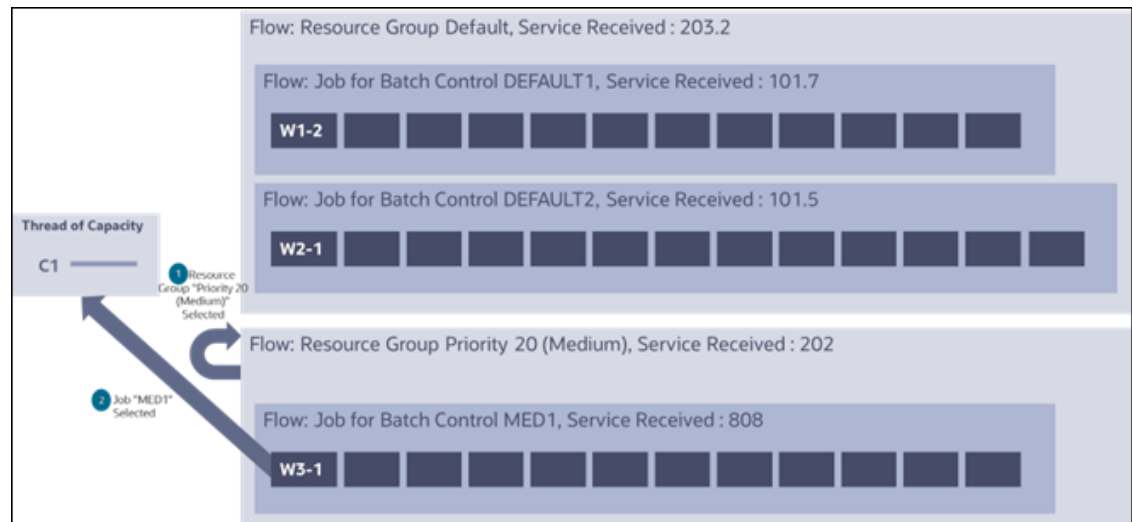 Flow: Resource Group Default, Service Received : 203.2
Flow: Job for Batch Control DEFAULT1, Service Received : 101.7
W1-2
Flow: Job for Batch Control DEFAULT2, Service Received : 101.5
W2-1
Thread of Capacity
C1
1 Resource
Group "Priority 20
(Medium)"
Selected
Flow: Resource Group Priority 20 (Medium), Service Received : 202
2 Job "MED1"
Selected
Flow: Job for Batch Control MED1, Service Received : 808
W3-1